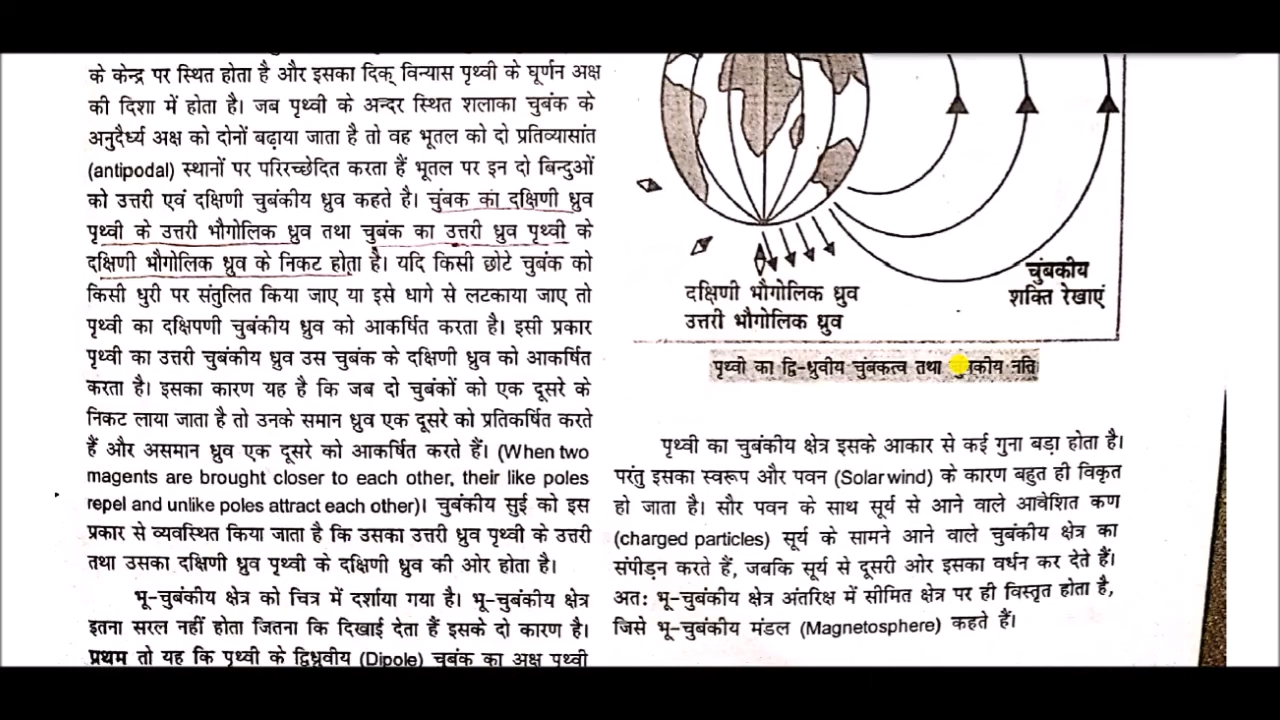 के केन्द्र पर स्थित होता है और इसका दिक् विन्यास पृथ्वी के घूर्णन अक्ष
की दिशा में होता है। जब पृथ्वी के अन्दर स्थित शलाका चुबंक के
अनुदैर्ध्य अक्ष को दोनों बढ़ाया जाता है तो वह भूतल को दो प्रतिव्यासांत
(antipodal) स्थानों पर परिरच्छेदित करता हैं भूतल पर इन दो बिन्दुओं
को उत्तरी एवं दक्षिणी चुबंकीय ध्रुव कहते है। चुंबक का दक्षिणी ध्रुव
पृथ्वी के उत्तरी भौगोलिक ध्रुव तथा चुबंक का उत्तरी ध्रुव पृथ्वी के
दक्षिणी भौगोलिक ध्रुव के निकट होता है। यदि किसी छोटे चुबंक को
किसी धुरी पर संतुलित किया जाए या इसे धागे से लटकाया जाए तो
पृथ्वी का दक्षिपणी चुबंकीय ध्रुव को आकर्षित करता है। इसी प्रकार
पृथ्वी का उत्तरी चुबंकीय ध्रुव उस चुबंक के दक्षिणी ध्रुव को आकर्षित
करता है। इसका कारण यह है कि जब दो चुबंकों को एक दूसरे के
निकट लाया जाता है तो उनके समान ध्रुव एक दूसरे को प्रतिकर्षित करते
हैं और असमान ध्रुव एक दूसरे को आकर्षित करते हैं। (When two
magents are brought closer to each other, their like poles
repel and unlike poles attract each other)। चुबंकीय सुई को इस
प्रकार से व्यवस्थित किया जाता है कि उसका उत्तरी ध्रुव पृथ्वी के उत्तरी
तथा उसका दक्षिणी ध्रुव पृथ्वी के दक्षिणी ध्रुव की ओर होता है।
भू-चुबंकीय क्षेत्र को चित्र में दर्शाया गया है। भू-चुबंकीय क्षेत्र
इतना सरल नहीं होता जितना कि दिखाई देता हैं इसके दो कारण है।
प्रथम तो यह कि पृथ्वी के द्विध्रुवीय (Dipole) चुबंक का अक्ष पृथ्वी
दक्षिणी भौगोलिक ध्रुव
उत्तरी भौगोलिक ध्रुव
चुंबकीय
शक्ति रेखाएं
पृथ्वी का द्वि-ध्रुवीय चुंबकत्व तथा नति
पृथ्वी का चुबंकीय क्षेत्र इसके आकार से कई गुना बड़ा होता है।
परंतु इसका स्वरूप और पवन (Solar wind) के कारण बहुत ही विकृत
हो जाता है। सौर पवन के साथ सूर्य से आने वाले आवेशित कण
(charged particles) सूर्य के सामने आने वाले चुबंकीय क्षेत्र का
संपीड़न करते हैं, जबकि सूर्य से दूसरी ओर इसका वर्धन कर देते हैं।
अतः भू-चुबंकीय क्षेत्र अंतरिक्ष में सीमित क्षेत्र पर ही विस्तृत होता है,
जिसे भू-चुबंकीय मंडल (Magnetosphere) कहते हैं।